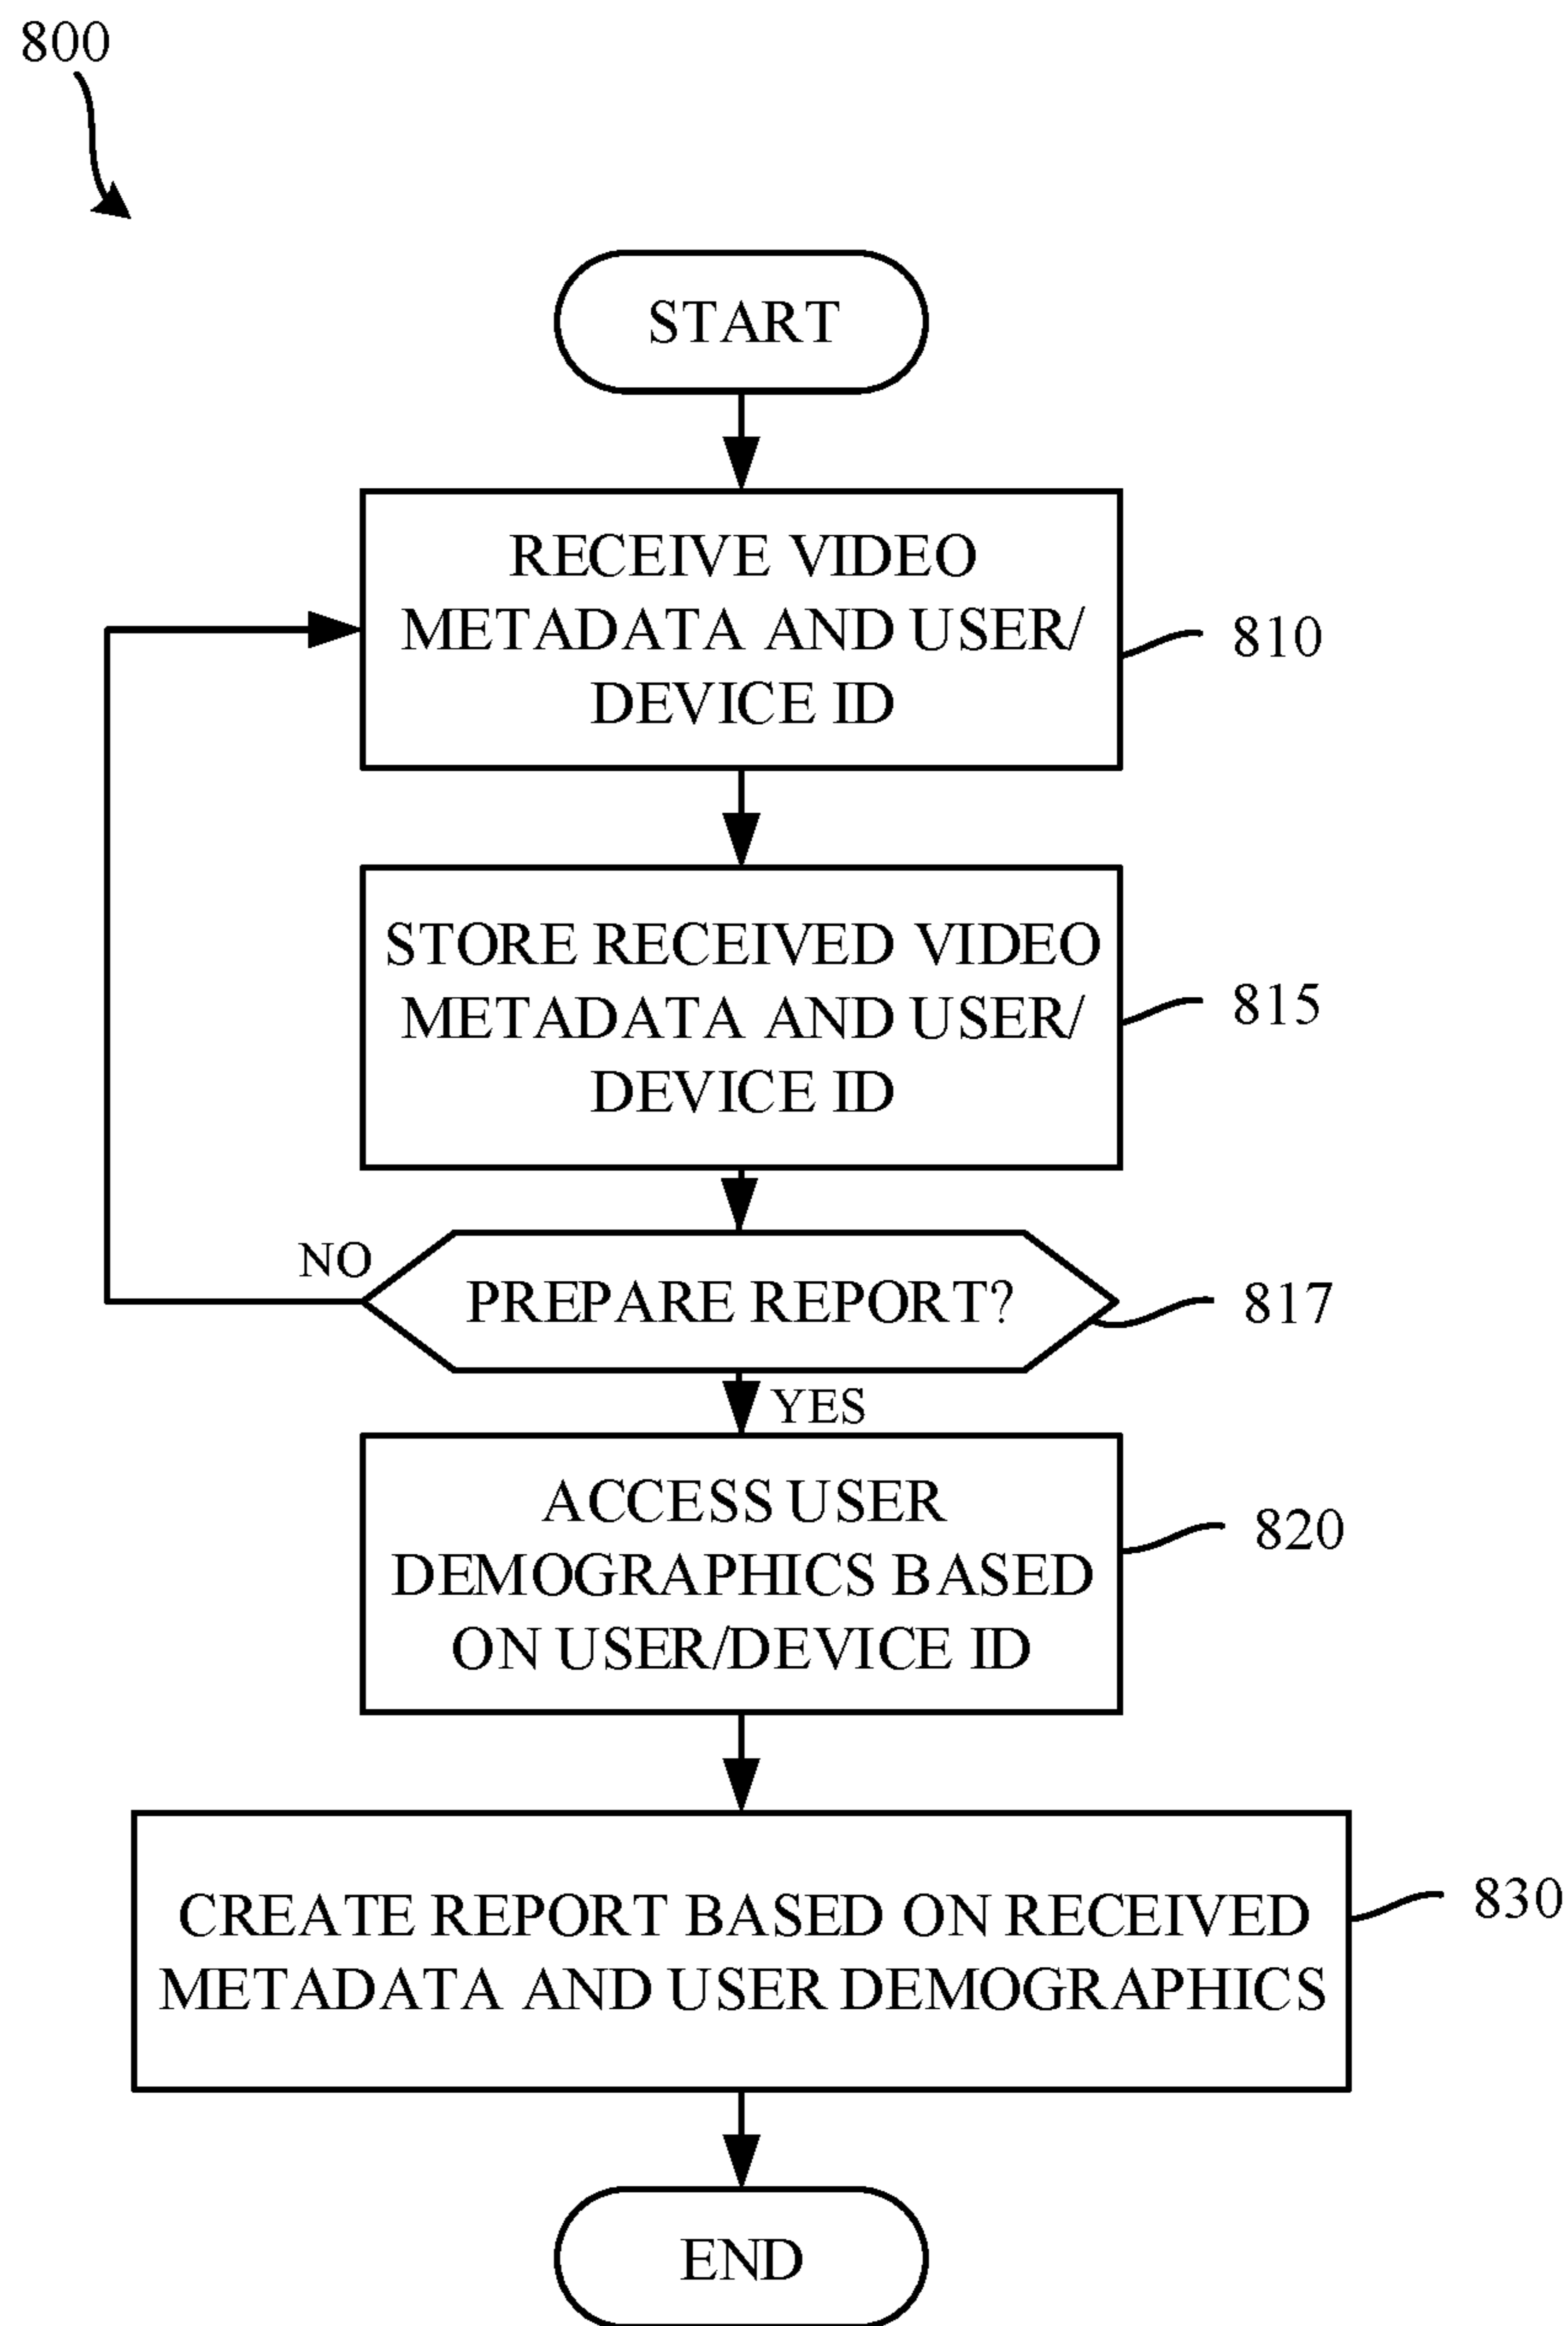 800
START
RECEIVE VIDEO
METADATA AND USER/
DEVICE ID
810
STORE RECEIVED VIDEO
METADATA AND USER/
DEVICE ID
815
NO
PREPARE REPORT?
817
YES
ACCESS USER
DEMOGRAPHICS BASED
ON USER/DEVICE ID
820
CREATE REPORT BASED ON RECEIVED
METADATA AND USER DEMOGRAPHICS
830
END